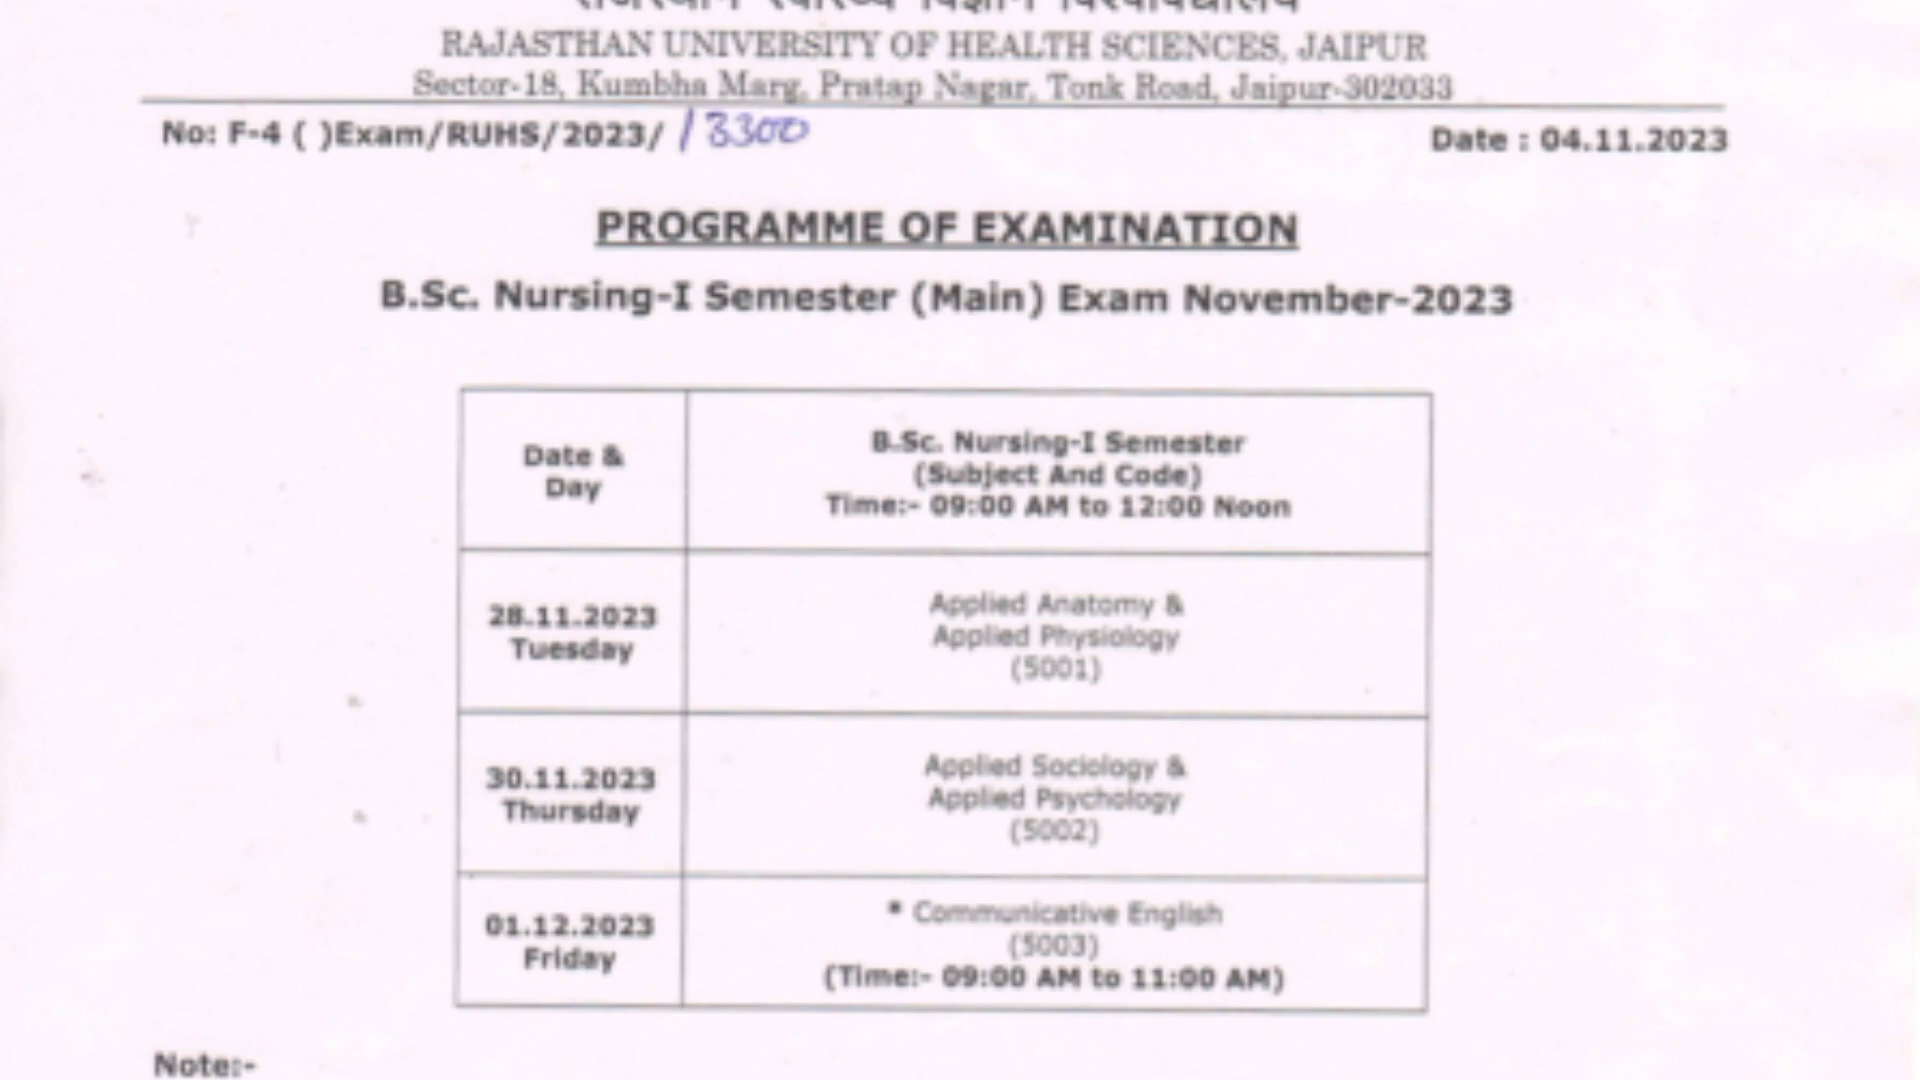 राजस्थान स्वास्थ्य विज्ञान विश्वविद्यालय
RAJASTHAN UNIVERSITY OF HEALTH SCIENCES, JAIPUR
Sector-18, Kumbha Marg, Pratap Nagar, Tonk Road, Jaipur-302033
No: F-4 ( )Exam/RUHS/2023/ 13300
Date : 04.11.2023
PROGRAMME OF EXAMINATION
B.Sc. Nursing-I Semester (Main) Exam November-2023
Date &
Day
B.Sc. Nursing-I Semester
(Subject And Code)
Time:- 09:00 AM to 12:00 Noon
28.11.2023
Tuesday
Applied Anatomy &
Applied Physiology
(5001)
30.11.2023
Thursday
Applied Sociology &
Applied Psychology
(5002)
01.12.2023
Friday
* Communicative English
(5003)
(Time:- 09:00 AM to 11:00 AM)
Note:-